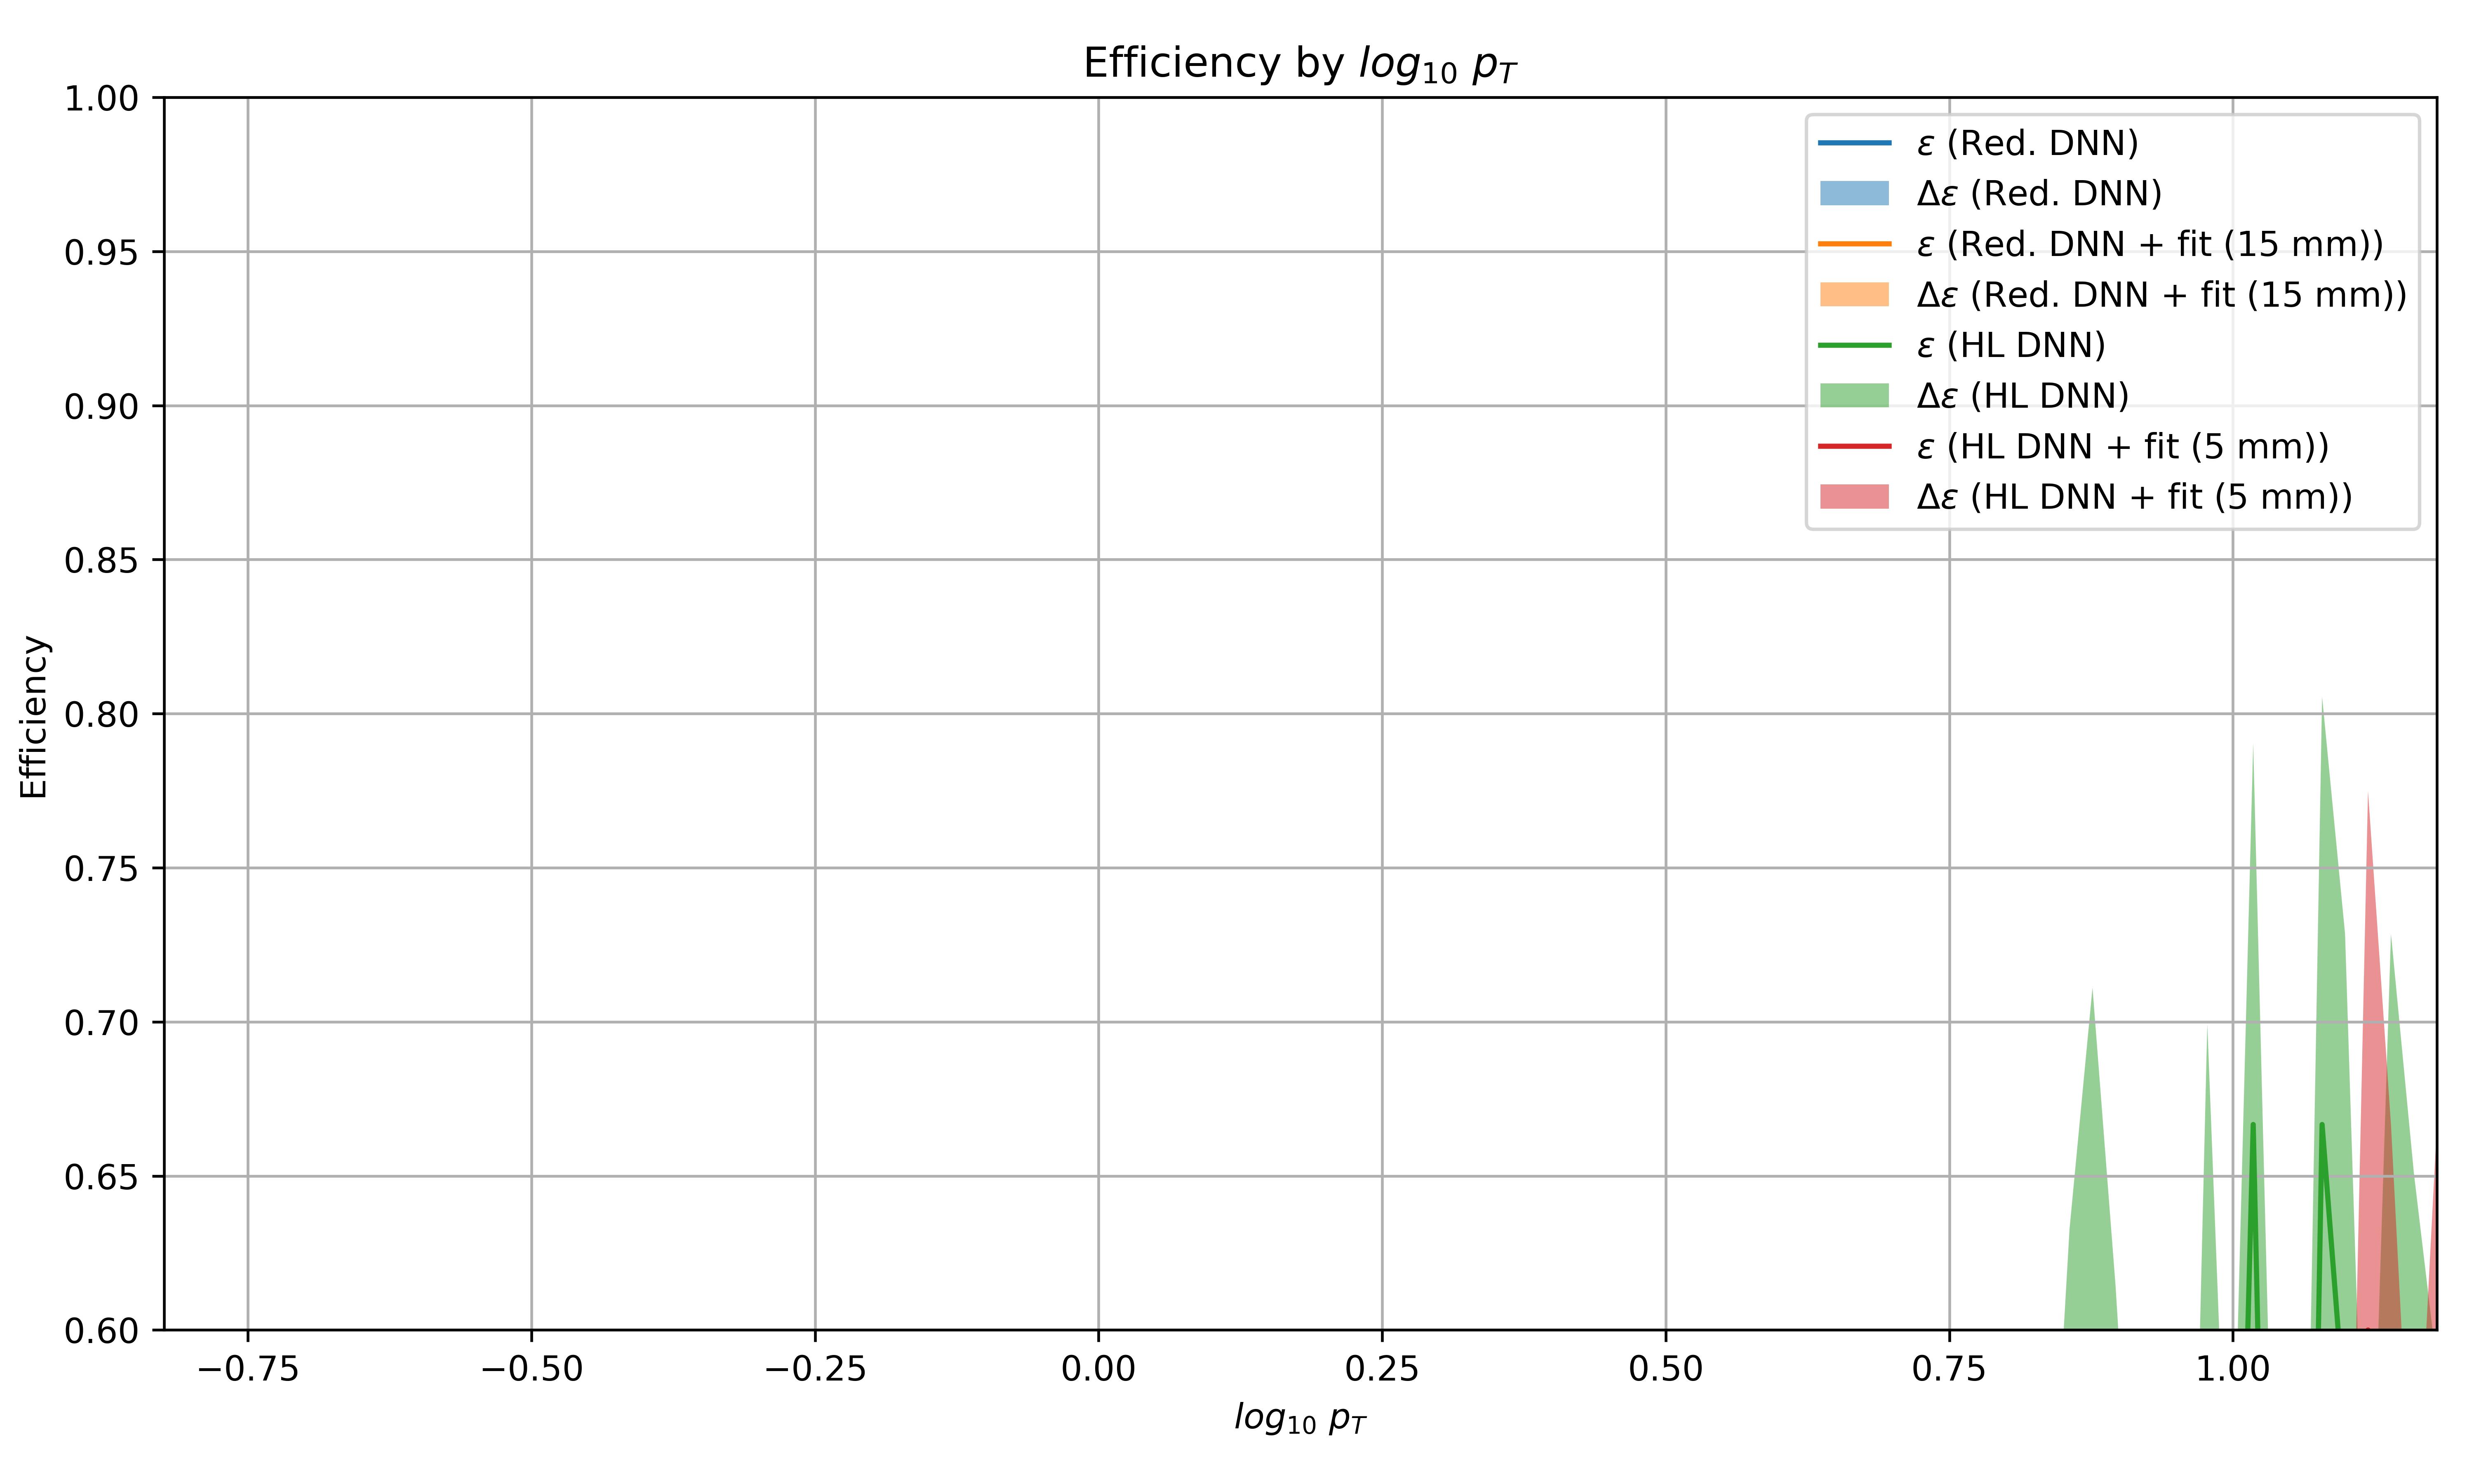 Efficiency by log₁₀ p_T
1.00
0.95
0.90
0.85
0.80
0.75
0.70
0.65
0.60
Efficiency
ε (Red. DNN)
Δε (Red. DNN)
ε (Red. DNN + fit (15 mm))
Δε (Red. DNN + fit (15 mm))
ε (HL DNN)
Δε (HL DNN)
ε (HL DNN + fit (5 mm))
Δε (HL DNN + fit (5 mm))
−0.75 −0.50 −0.25 0.00 0.25 0.50 0.75 1.00
log₁₀ p_T